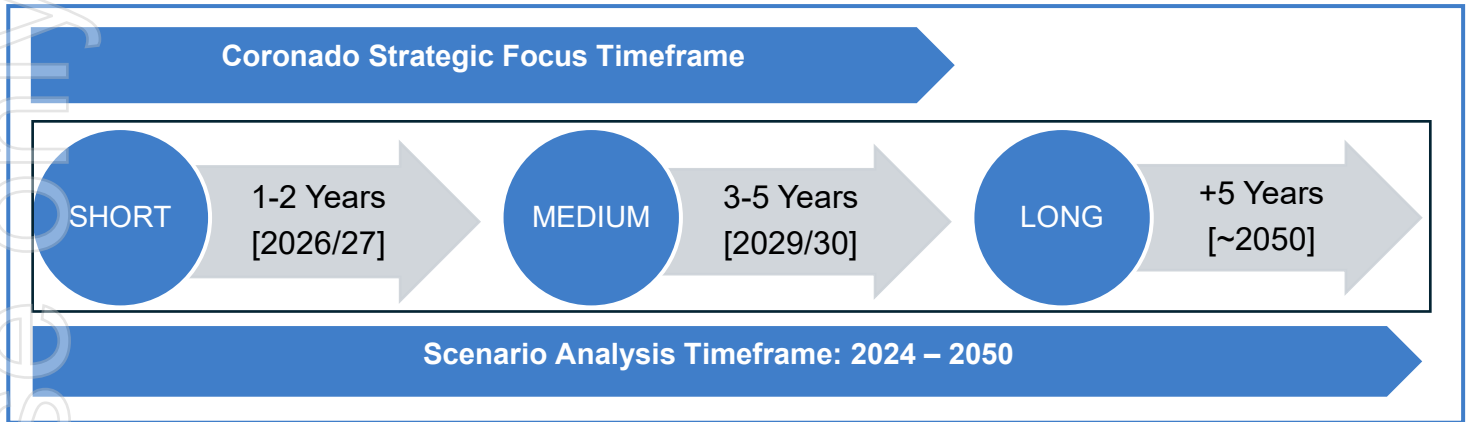 Coronado Strategic Focus Timeframe
SHORT
1-2 Years
[2026/27]
MEDIUM
3-5 Years
[2029/30]
LONG
+5 Years
[~2050]
Scenario Analysis Timeframe: 2024 – 2050